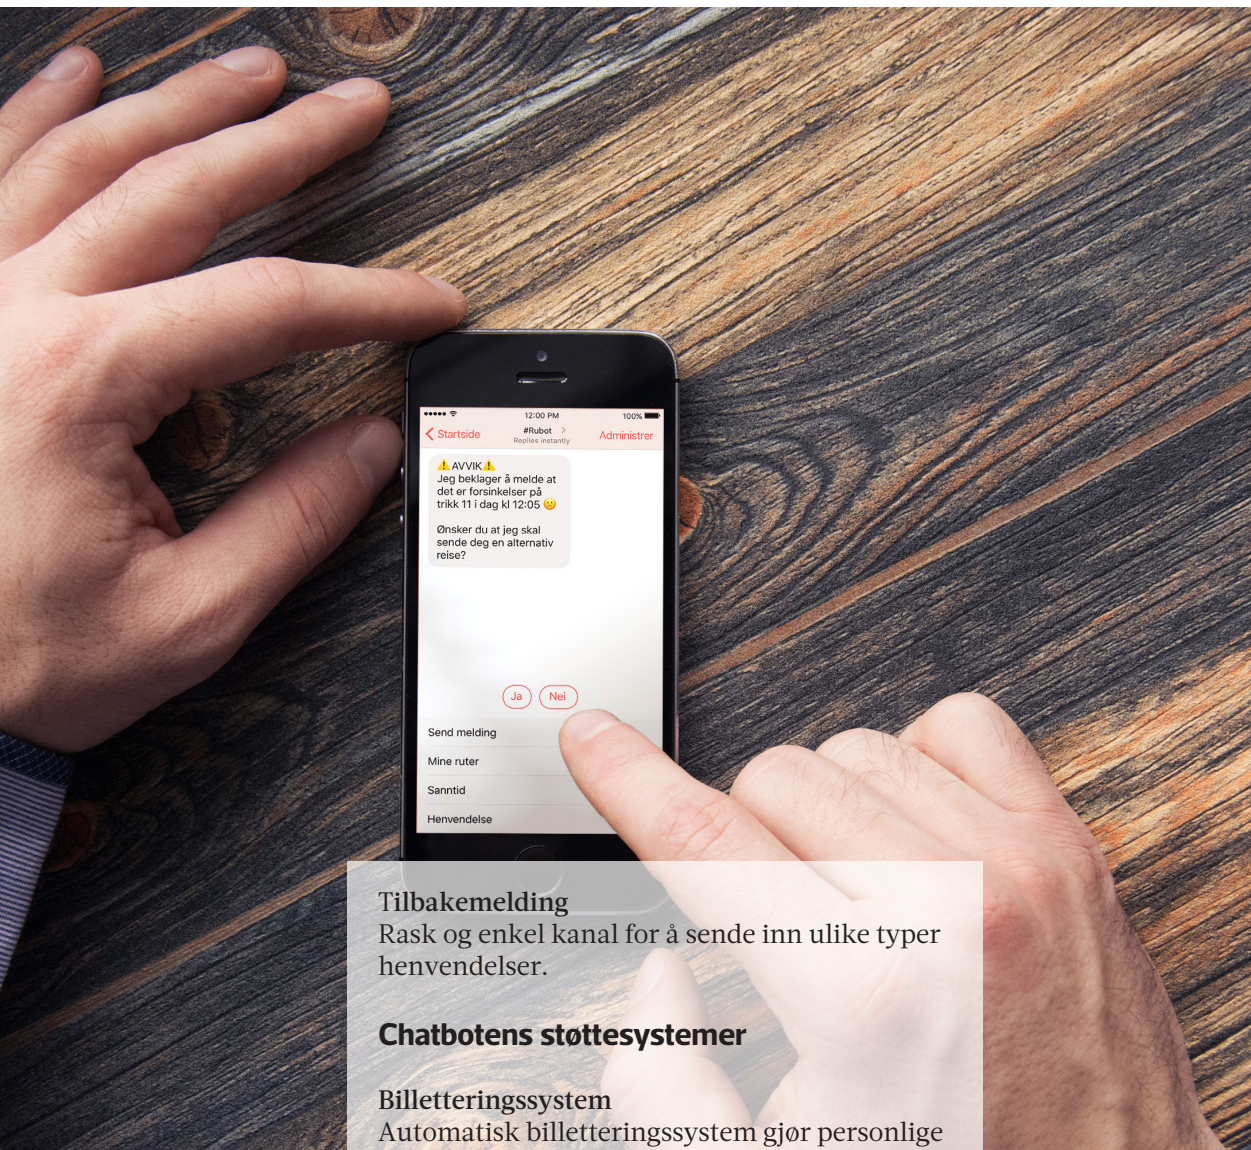 12:00 PM
100%
Startside
#Rubot
Administrer
Replies instantly
⚠️AVVIK⚠️
Jeg beklager å melde at
det er forsinkelser på
trikk 11 i dag kl 12:05 😕
Ønsker du at jeg skal
sende deg en alternativ
reise?
Ja
Nei
Send melding
Mine ruter
Sanntid
Henvendelse
Tilbakemelding
Rask og enkel kanal for å sende inn ulike typer
henvendelser.
Chatbotens støttesystemer
Billetteringssystem
Automatisk billetteringssystem gjør personlige